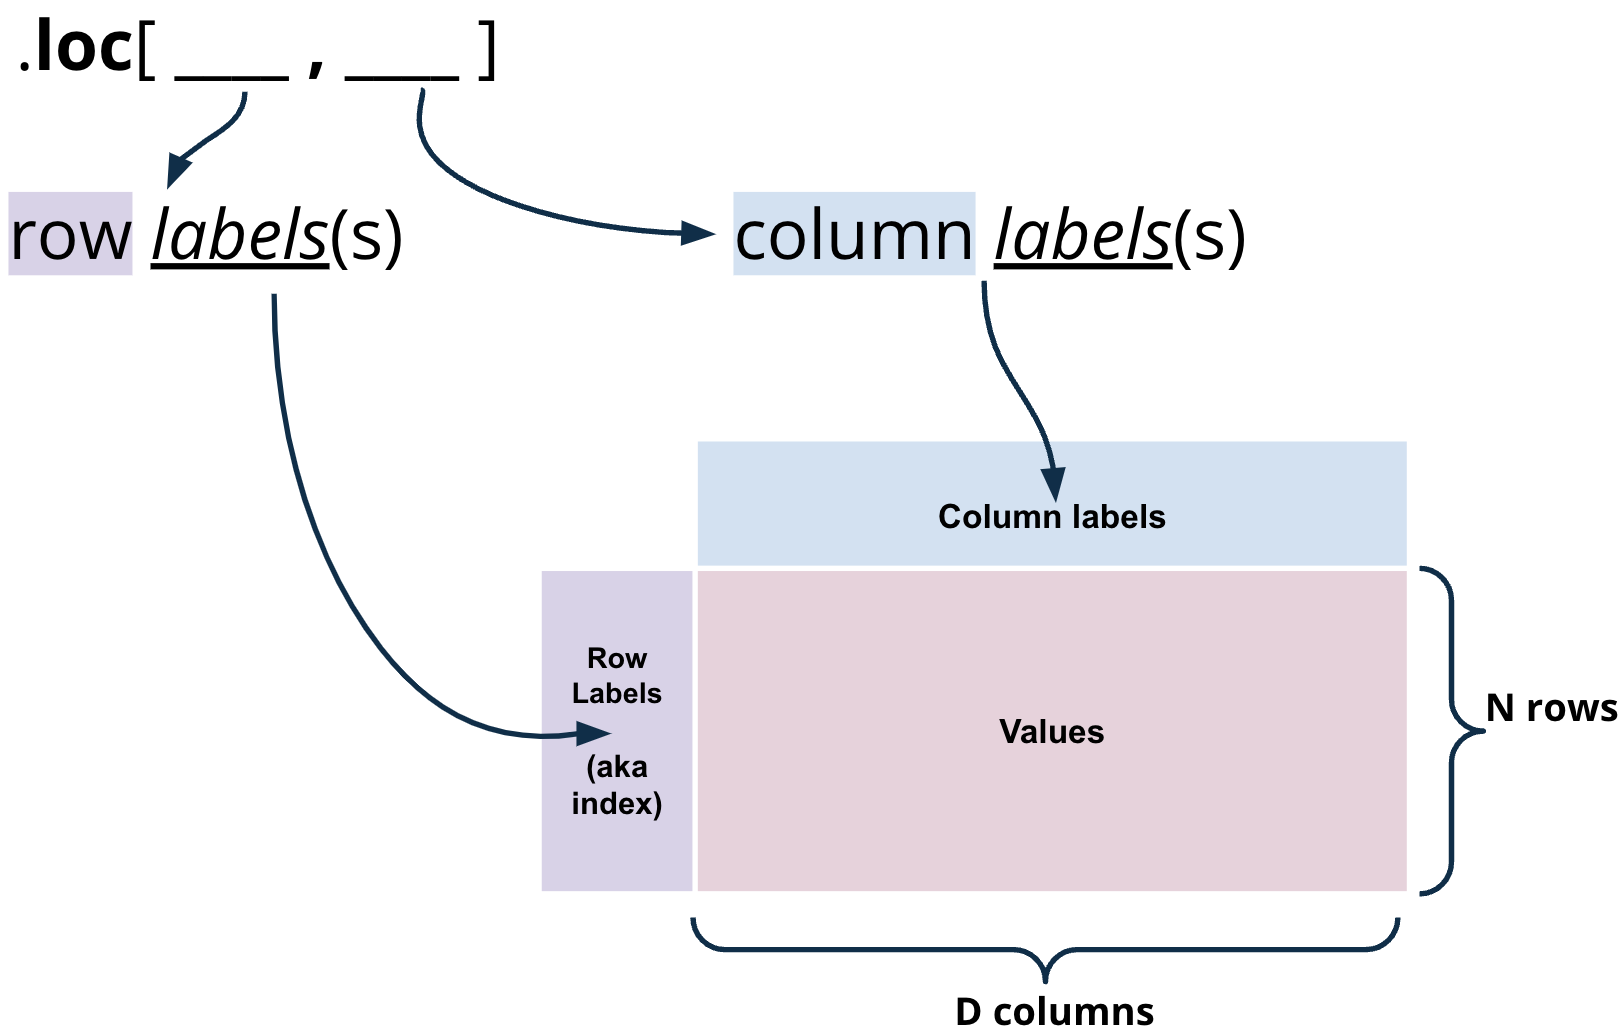 .loc[ ____ , ____ ]
row labels(s)
column labels(s)
Column labels
Row
Labels
(aka
index)
Values
N rows
D columns